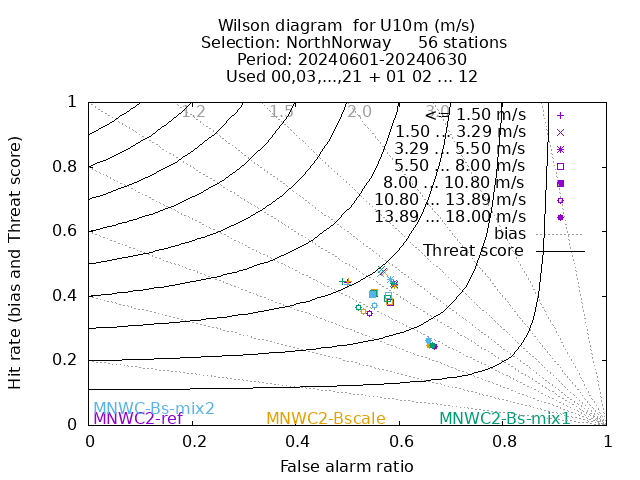 Wilson diagram  for U10m (m/s)
Selection: NorthNorway     56 stations
Period: 20240601-20240630
Used 00,03,...,21 + 01 02 ... 12
Hit rate (bias and Threat score)
1
0.8
0.6
0.4
0.2
0
1.2
1.5
2.0
3.0
<= 1.50 m/s
1.50 ... 3.29 m/s
3.29 ... 5.50 m/s
5.50 ... 8.00 m/s
8.00 ... 10.80 m/s
10.80 ... 13.89 m/s
13.89 ... 18.00 m/s
bias
Threat score
MNWC-Bs-mix2
MNWC2-ref
MNWC2-Bscale
MNWC2-Bs-mix1
0
0.2
0.4
0.6
0.8
1
False alarm ratio